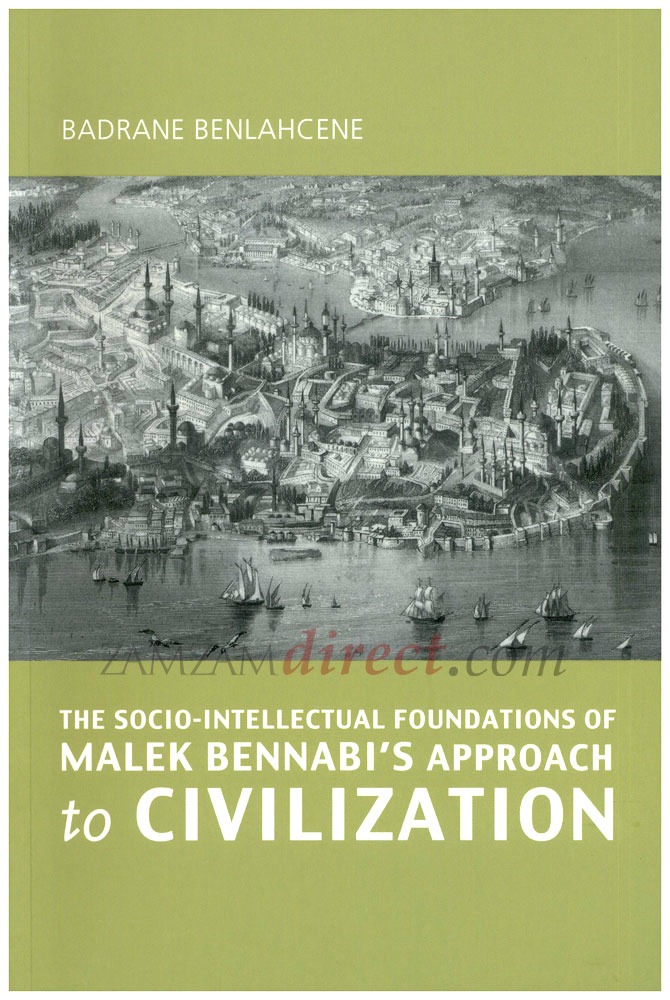 BADRANE BENLAHCENE
ZAMZAMdirect.com
THE SOCIO-INTELLECTUAL FOUNDATIONS OF
MALEK BENNABI'S APPROACH
to CIVILIZATION